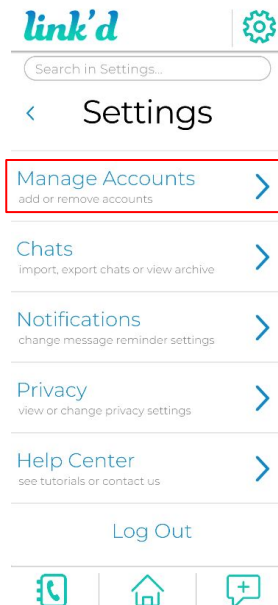 link'd
Search in Settings...
Settings
Manage Accounts
add or remove accounts
Chats
import, export chats or view archive
Notifications
change message reminder settings
Privacy
view or change privacy settings
Help Center
see tutorials or contact us
Log Out